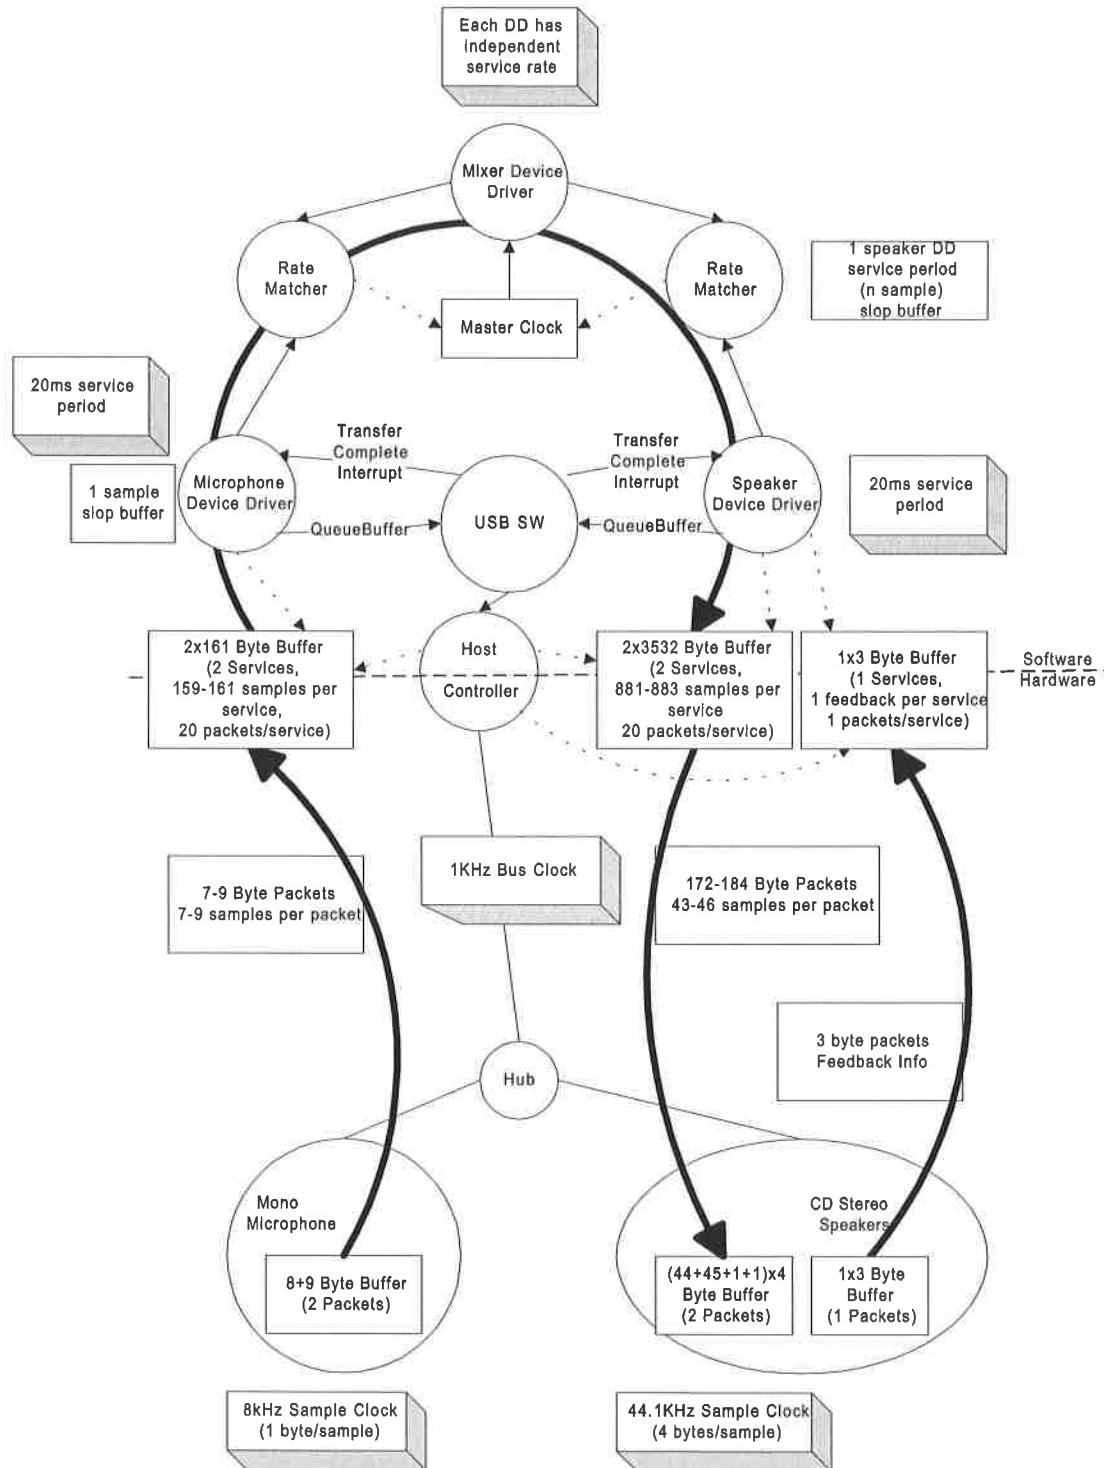 Each DD has
independent
service rate
Mixer Device
Driver
Rate
Matcher
Master Clock
Rate
Matcher
1 speaker DD
service period
(n sample)
slop buffer
20ms service
period
1 sample
slop buffer
Microphone
Device Driver
Transfer
Complete
Interrupt
QueueBuffer
USB SW
Transfer
Complete
Interrupt
QueueBuffer
Speaker
Device Driver
20ms service
period
2x161 Byte Buffer
(2 Services,
159-161 samples per
service,
20 packets/service)
Host
Controller
2x3532 Byte Buffer
(2 Services,
881-883 samples per
service
20 packets/service)
1x3 Byte Buffer
(1 Services,
1 feedback per service
1 packets/service)
Software
Hardware
7-9 Byte Packets
7-9 samples per packet
1KHz Bus Clock
172-184 Byte Packets
43-46 samples per packet
3 byte packets
Feedback Info
Hub
Mono
Microphone
8+9 Byte Buffer
(2 Packets)
CD Stereo
Speakers
(44+45+1+1)x4
Byte Buffer
(2 Packets)
1x3 Byte
Buffer
(1 Packets)
8kHz Sample Clock
(1 byte/sample)
44.1KHz Sample Clock
(4 bytes/sample)